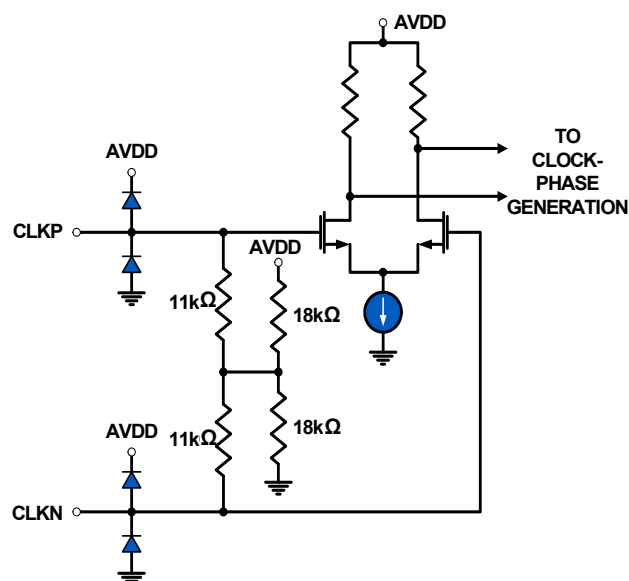 AVDD
TO
CLOCK-
PHASE
GENERATION
AVDD
CLKP
AVDD
11kΩ
18kΩ
11kΩ
18kΩ
AVDD
CLKN